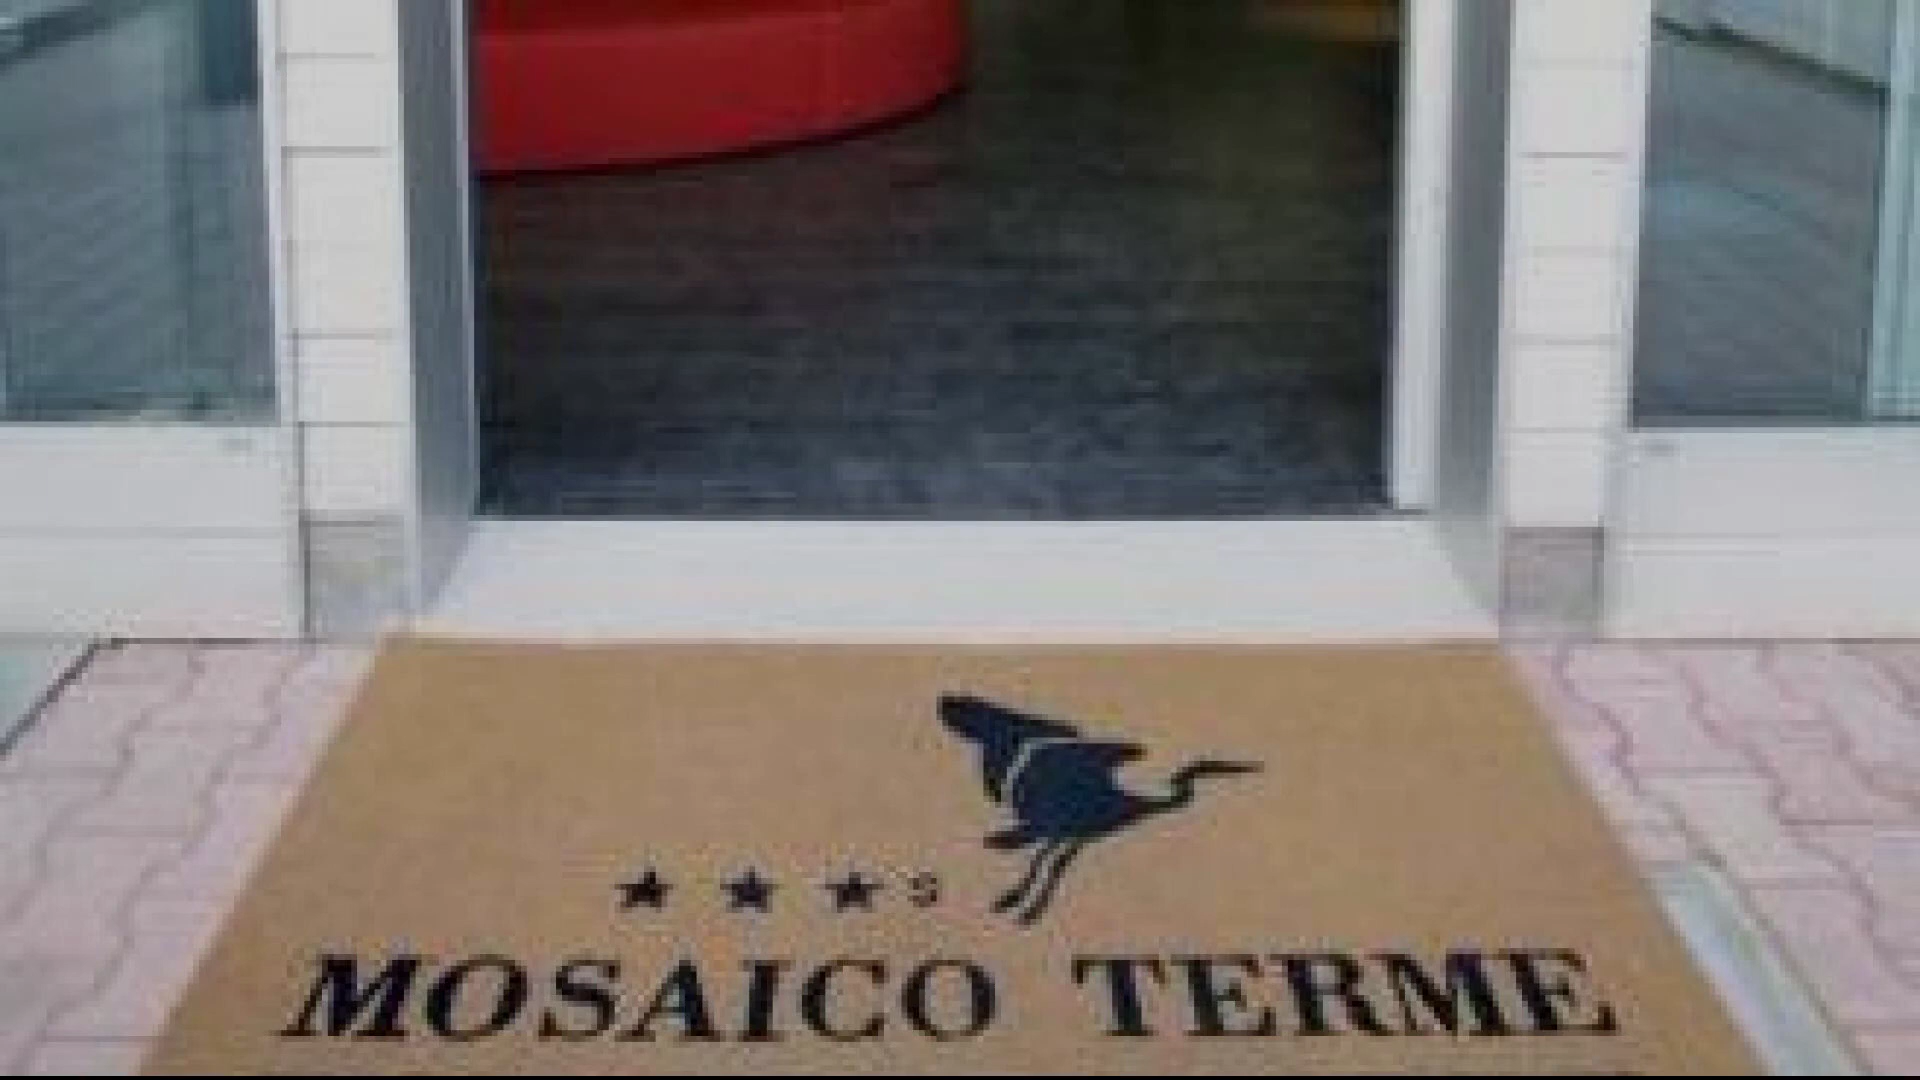 ★ ★ ★ S
MOSAICO TERME